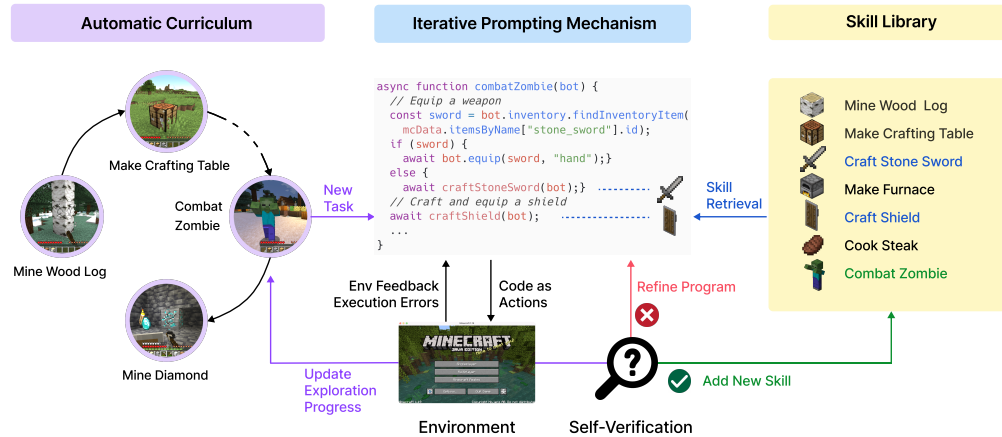 Automatic Curriculum
Iterative Prompting Mechanism
Skill Library
Make Crafting Table
Mine Wood Log
Combat
Zombie
Mine Diamond
New
Task
async function combatZombie(bot) {
// Equip a weapon
const sword = bot.inventory.findInventoryItem(
mcData.itemsByName["stone_sword"].id);
if (sword) {
await bot.equip(sword, "hand");}
else {
await craftStoneSword(bot);}
// Craft and equip a shield
await craftShield(bot);
...
}
Skill
Retrieval
Mine Wood Log
Make Crafting Table
Craft Stone Sword
Make Furnace
Craft Shield
Cook Steak
Combat Zombie
Env Feedback
Execution Errors
Code as
Actions
Refine Program
Update
Exploration
Progress
MINECRAFT
JAVA EDITION
Environment
?
Self-Verification
Add New Skill